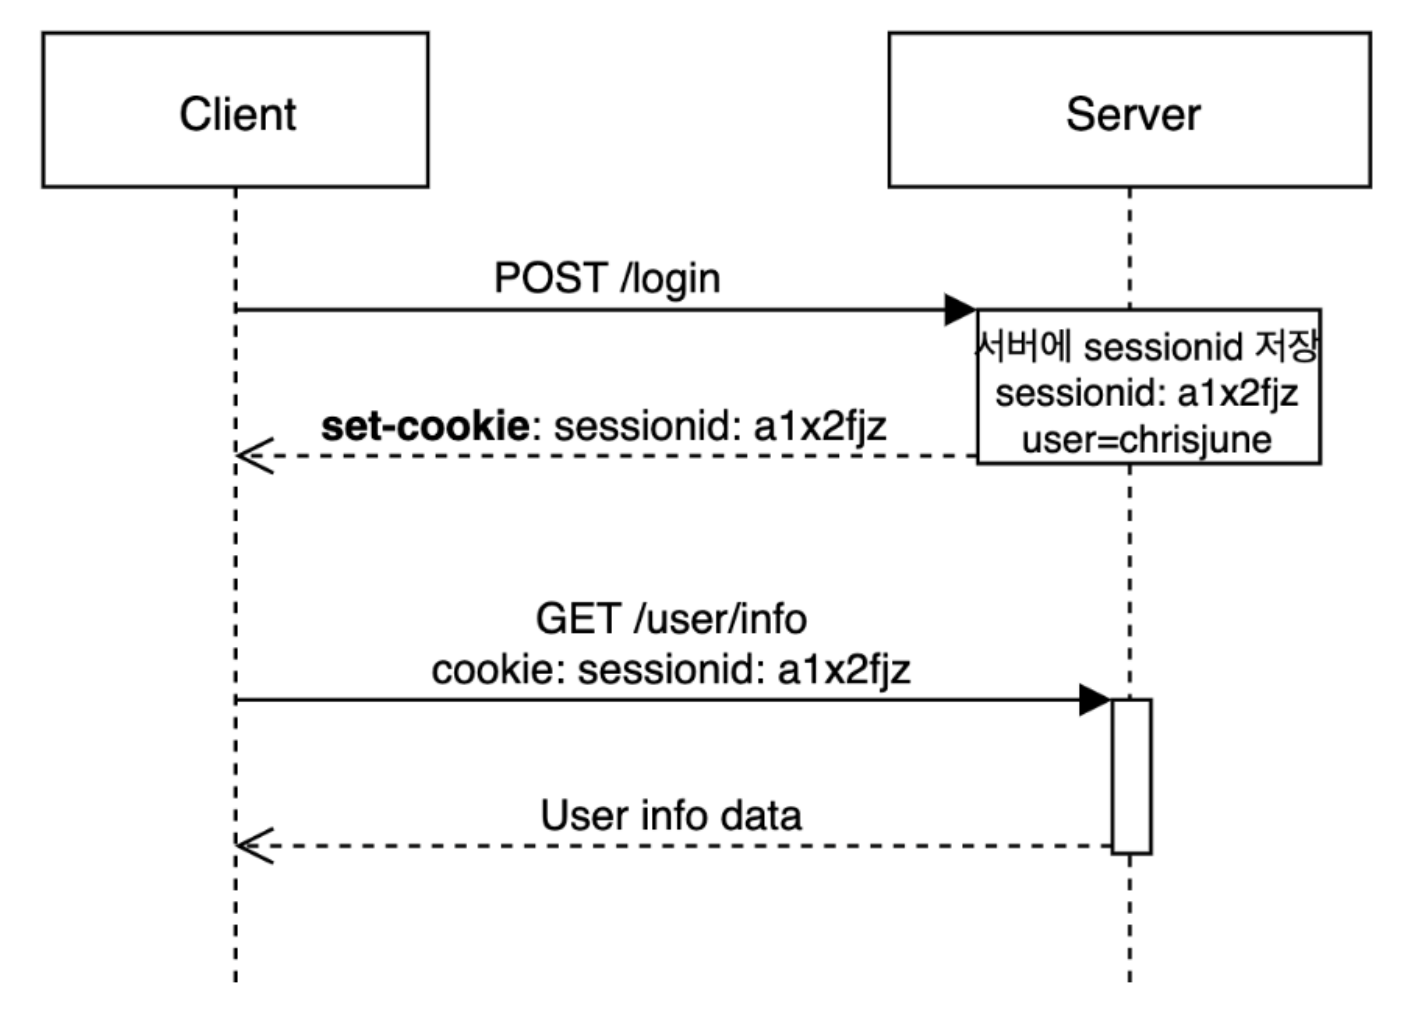 Client
Server
POST /login
서버에 sessionid 저장
sessionid: a1x2fjz
user=chrisjune
set-cookie: sessionid: a1x2fjz
GET /user/info
cookie: sessionid: a1x2fjz
User info data